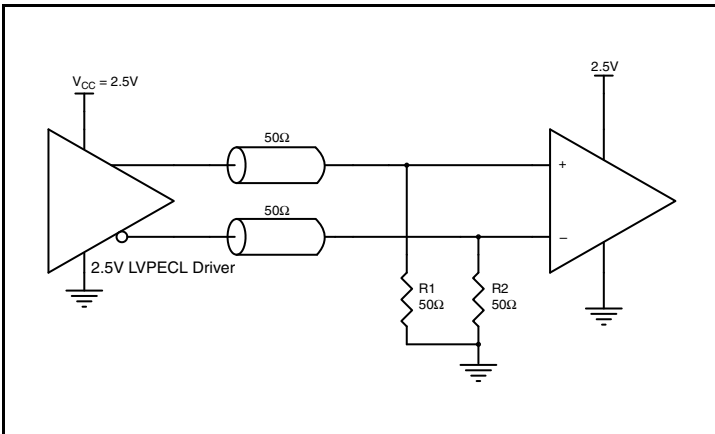 V_CC = 2.5V
2.5V
50Ω
+
50Ω
−
2.5V LVPECL Driver
R1
50Ω
R2
50Ω